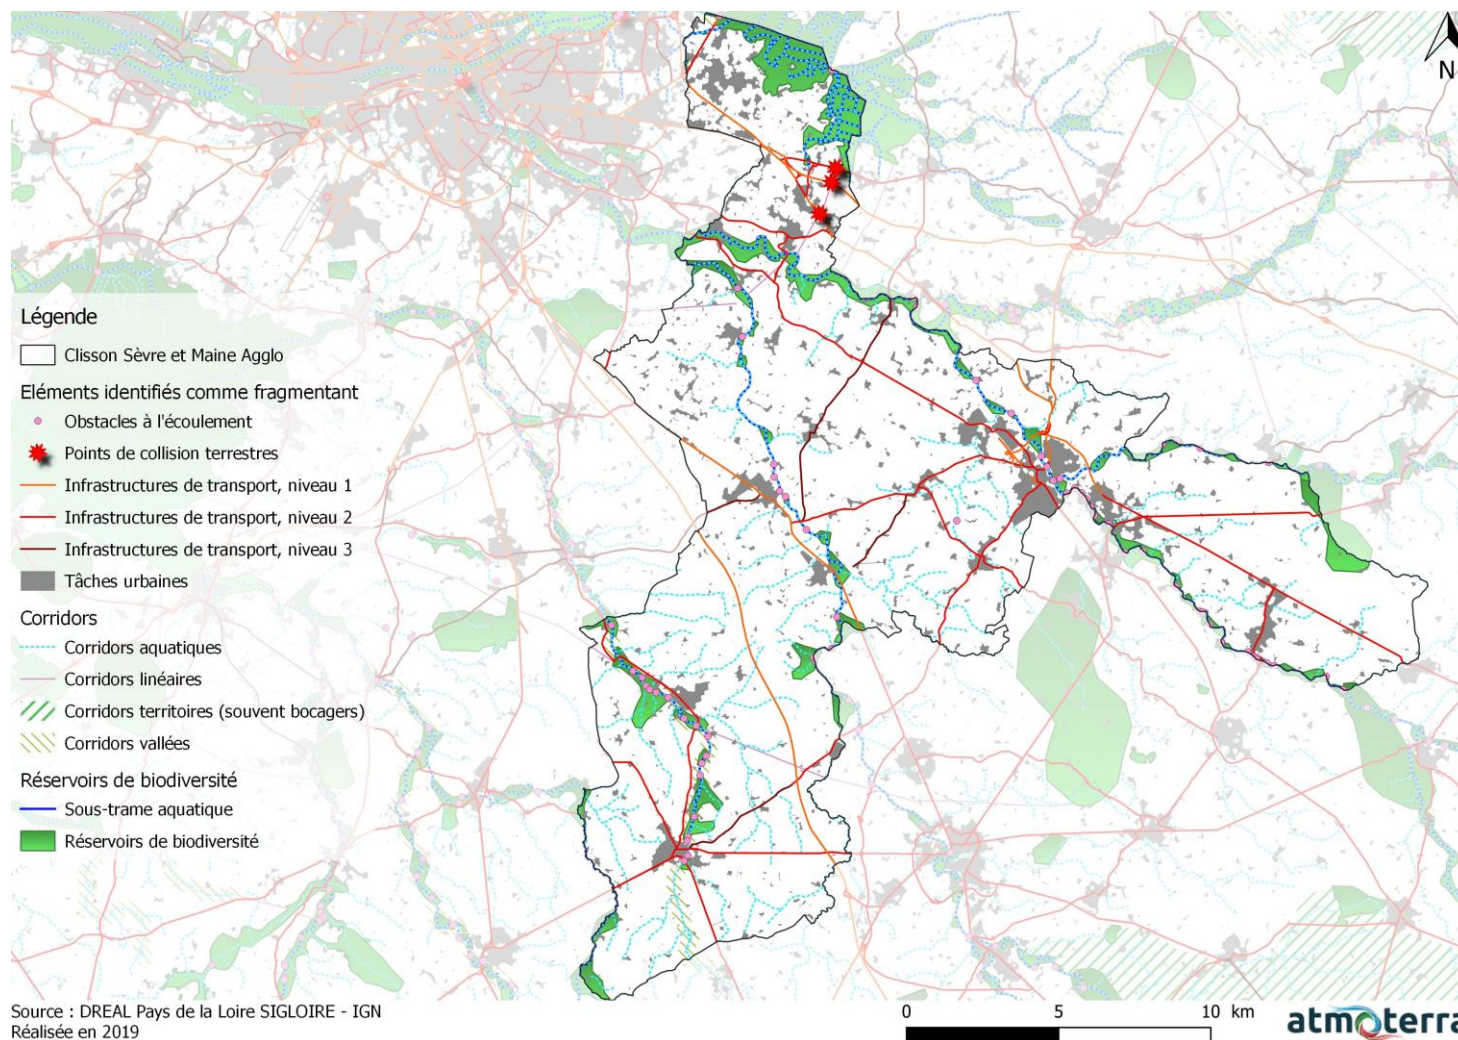 N
Légende
Clisson Sèvre et Maine Agglo
Eléments identifiés comme fragmentant
Obstacles à l'écoulement
Points de collision terrestres
Infrastructures de transport, niveau 1
Infrastructures de transport, niveau 2
Infrastructures de transport, niveau 3
Tâches urbaines
Corridors
Corridors aquatiques
Corridors linéaires
Corridors territoires (souvent bocagers)
Corridors vallées
Réservoirs de biodiversité
Sous-trame aquatique
Réservoirs de biodiversité
Source : DREAL Pays de la Loire SIGLOIRE - IGN
Réalisée en 2019
0 5 10 km
atmoterra